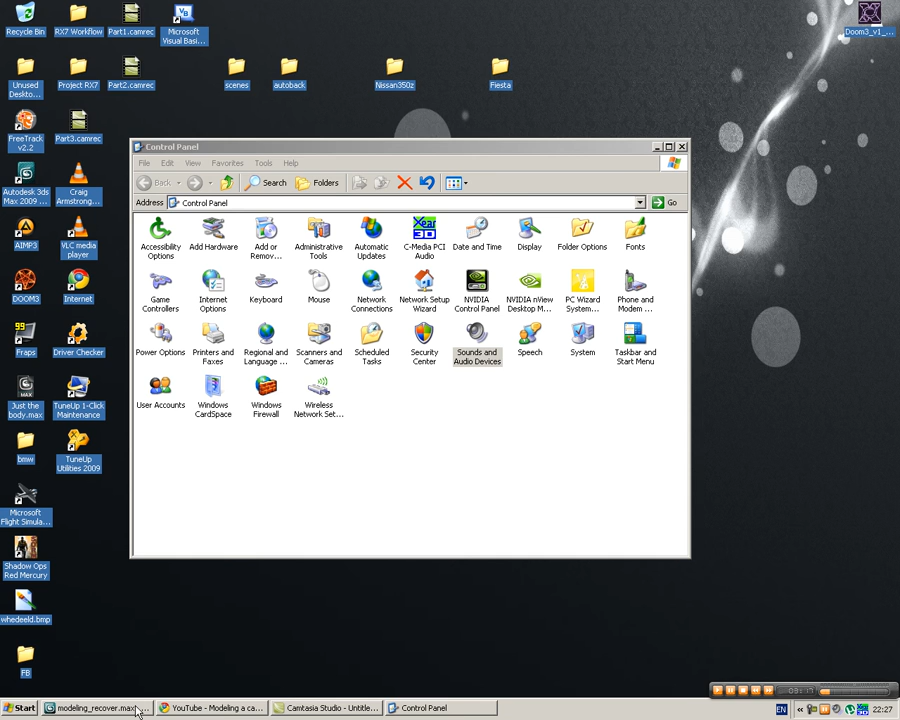 Recycle Bin
RX7 Workflow
Part1.camrec
Microsoft
Visual Basi...
Doom3_v1_...
Unused
Deskto...
Project RX7
Part2.camrec
scenes
autoback
Nissan350z
Fiesta
FreeTrack
v2.2
Part3.camrec
Autodesk 3ds
Max 2009 ...
Craig
Armstrong...
AIMP3
VLC media
player
DOOM3
Internet
99
Fraps
Driver Checker
MAX
Just the
body.max
TuneUp 1-Click
Maintenance
bmw
TuneUp
Utilities 2009
Microsoft
Flight Simula...
Shadow Ops
Red Mercury
whedeeld.bmp
FB
Control Panel
File Edit View Favorites Tools Help
Back Search Folders
Address Control Panel Go
Accessibility
Options
Add Hardware
Add or
Remov...
Administrative
Tools
Automatic
Updates
Xear
3D
C-Media PCI
Audio
Date and Time
Display
Folder Options
Fonts
Game
Controllers
Internet
Options
Keyboard
Mouse
Network
Connections
Network Setup
Wizard
NVIDIA
Control Panel
NVIDIA nView
Desktop M...
PC Wizard
System...
Phone and
Modem ...
Power Options
Printers and
Faxes
Regional and
Language ...
Scanners and
Cameras
Scheduled
Tasks
Security
Center
Sounds and
Audio Devices
Speech
System
Taskbar and
Start Menu
User Accounts
Windows
CardSpace
Windows
Firewall
Wireless
Network Set...
03:17
Start
modeling_recover.max...
YouTube - Modeling a ca...
Camtasia Studio - Untitle...
Control Panel
EN
22:27